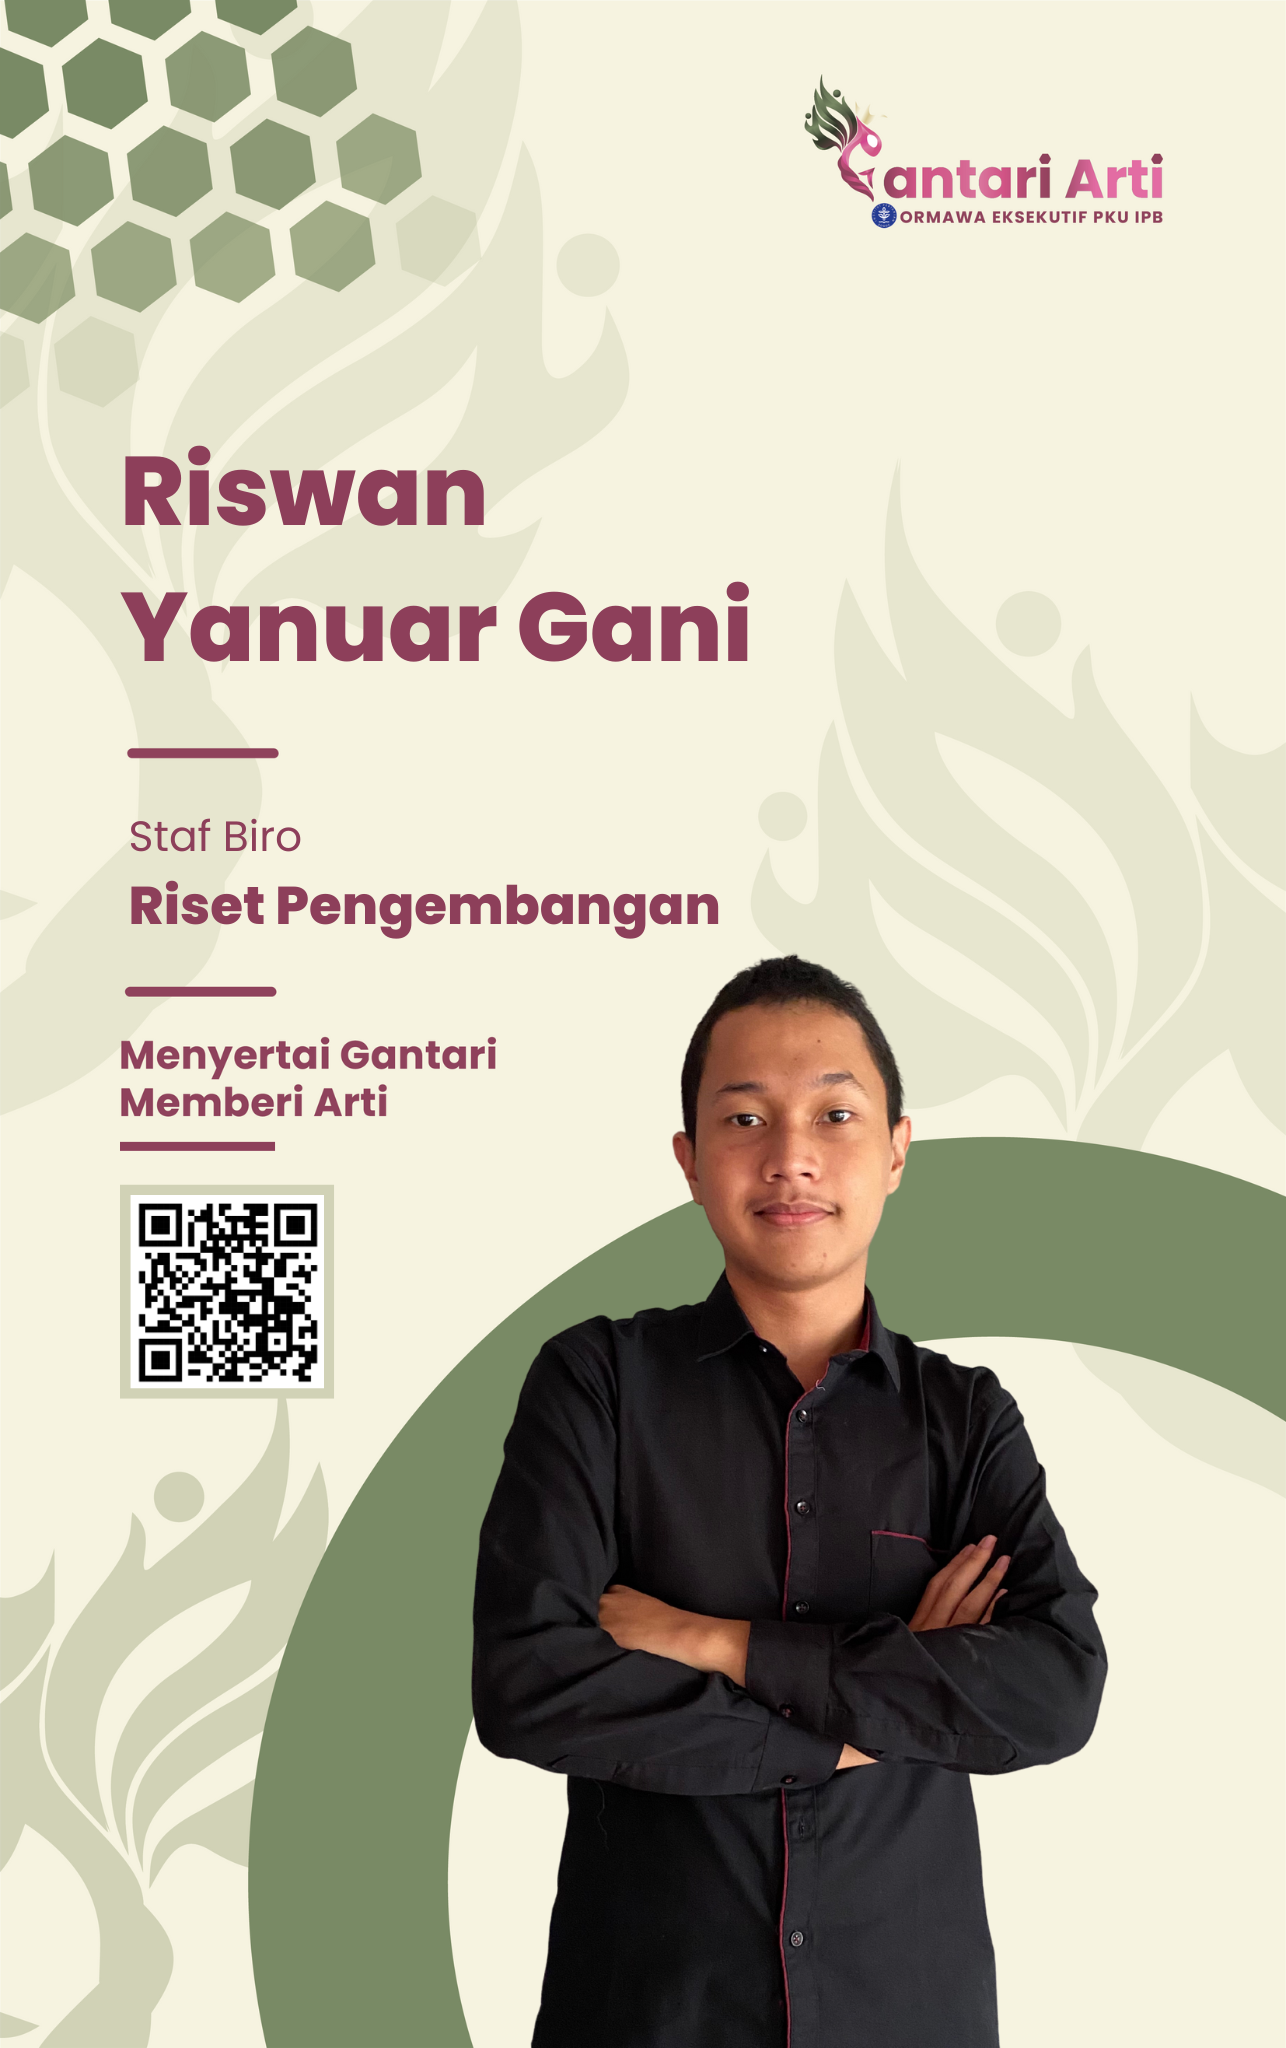 Gantari Arti
ORMAWA EKSEKUTIF PKU IPB
Riswan
Yanuar Gani
Staf Biro
Riset Pengembangan
Menyertai Gantari
Memberi Arti